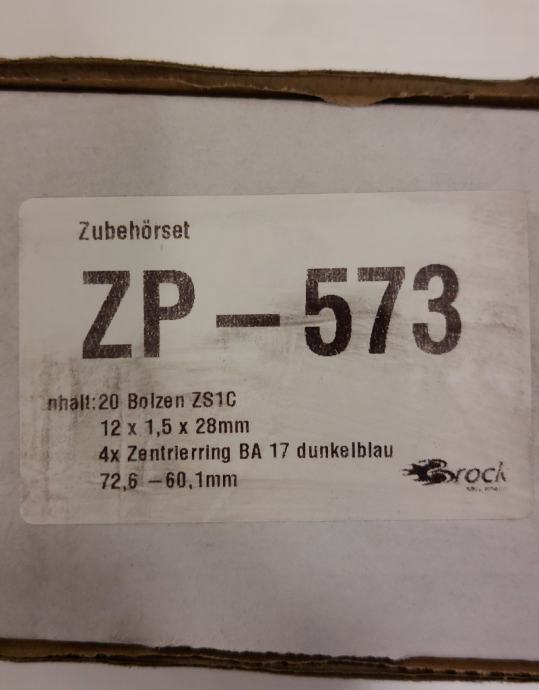 Zubehörset
ZP-573
nhalt: 20 Bolzen ZS1C
12 x 1,5 x 28mm
4x Zentrierring BA 17 dunkelblau
72,6 -60,1mm
Brock